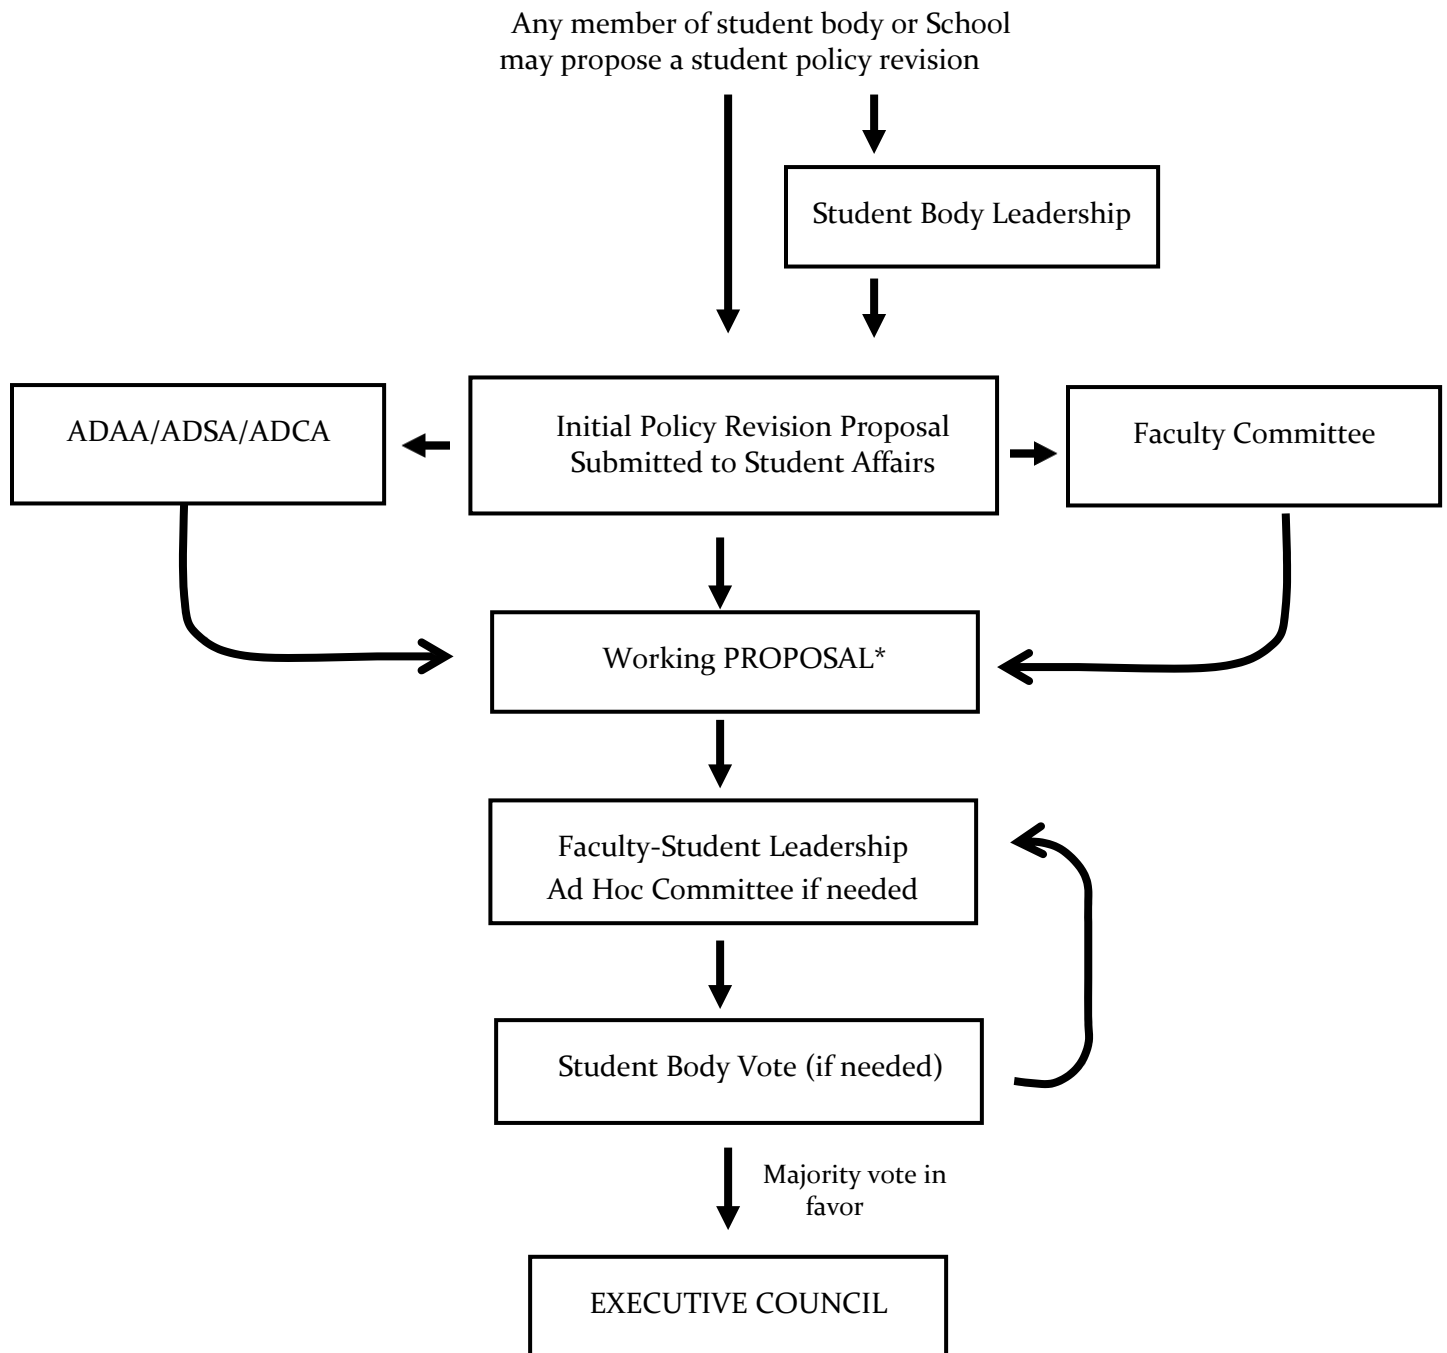 Any member of student body or School
may propose a student policy revision
Student Body Leadership
ADAA/ADSA/ADCA
Initial Policy Revision Proposal
Submitted to Student Affairs
Faculty Committee
Working PROPOSAL*
Faculty-Student Leadership
Ad Hoc Committee if needed
Student Body Vote (if needed)
Majority vote in
favor
EXECUTIVE COUNCIL